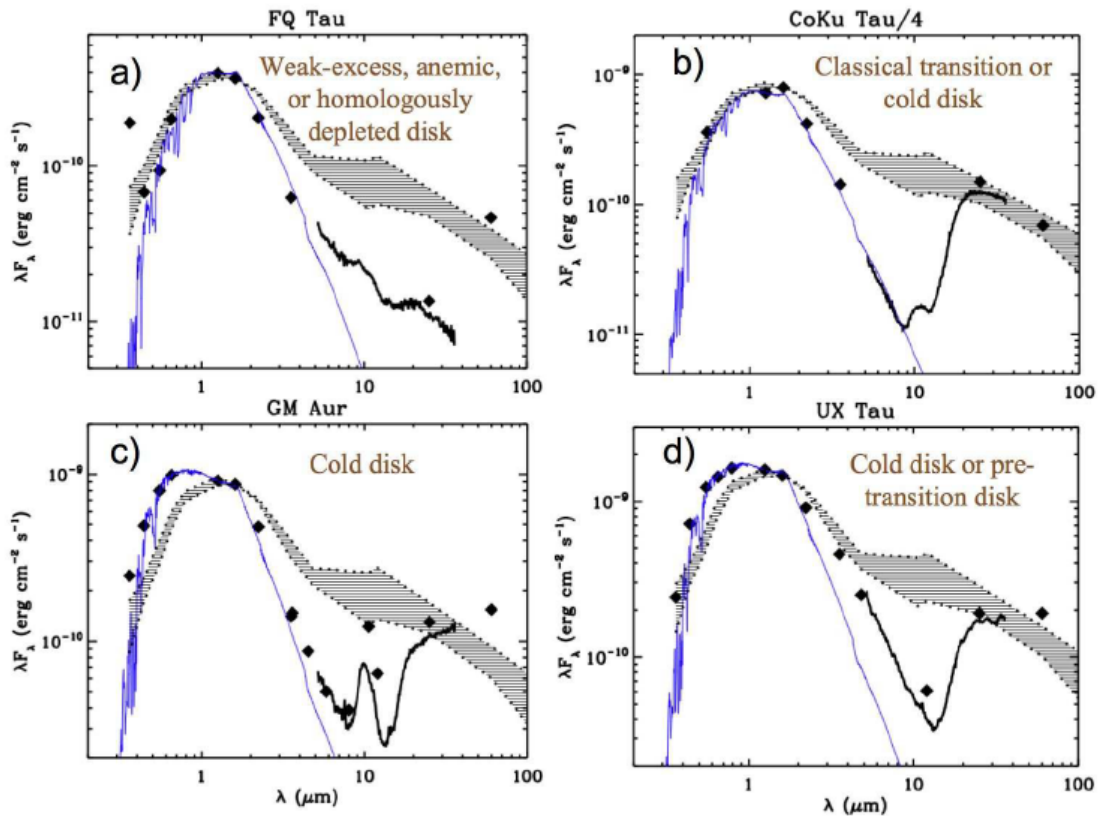 FQ Tau
a)
Weak-excess, anemic,
or homologously
depleted disk
10⁻¹⁰
10⁻¹¹
λF_λ (erg cm⁻² s⁻¹)
1 10 100
CoKu Tau/4
b)
Classical transition or
cold disk
10⁻⁹
10⁻¹⁰
10⁻¹¹
λF_λ (erg cm⁻² s⁻¹)
1 10 100
GM Aur
c)
Cold disk
10⁻⁹
10⁻¹⁰
λF_λ (erg cm⁻² s⁻¹)
1 10 100
λ (μm)
UX Tau
d)
Cold disk or pre-
transition disk
10⁻⁹
10⁻¹⁰
λF_λ (erg cm⁻² s⁻¹)
1 10 100
λ (μm)